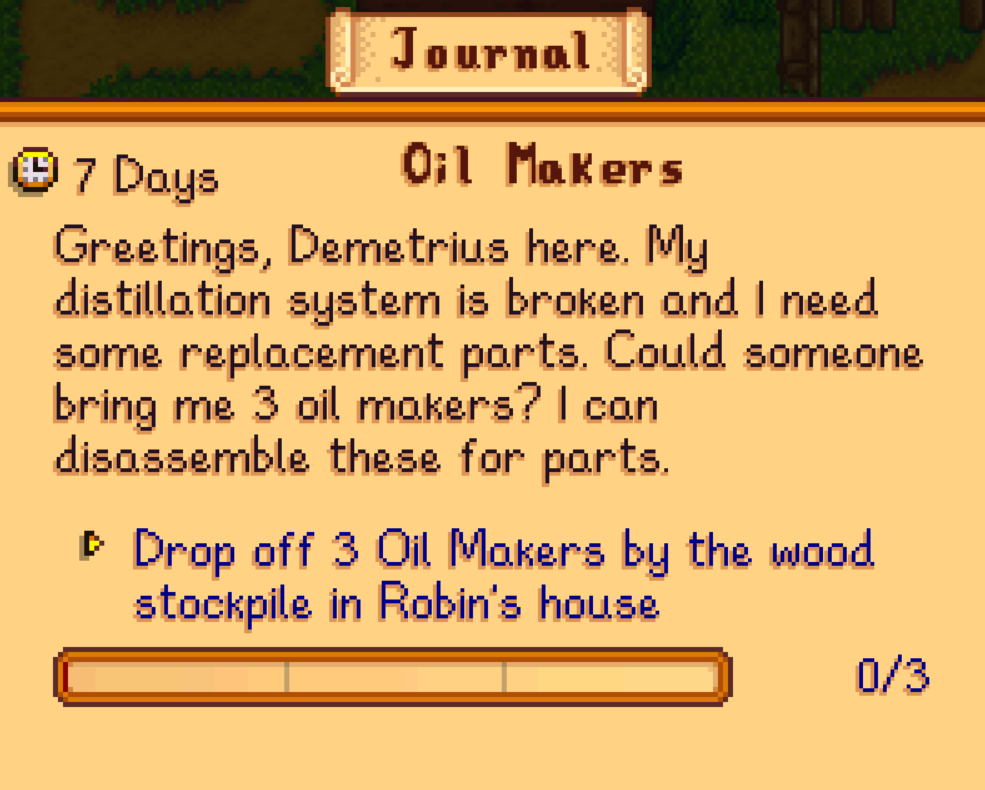 Journal
7 Days
Oil Makers
Greetings, Demetrius here. My
distillation system is broken and I need
some replacement parts. Could someone
bring me 3 oil makers? I can
disassemble these for parts.
Drop off 3 Oil Makers by the wood
stockpile in Robin's house
0/3